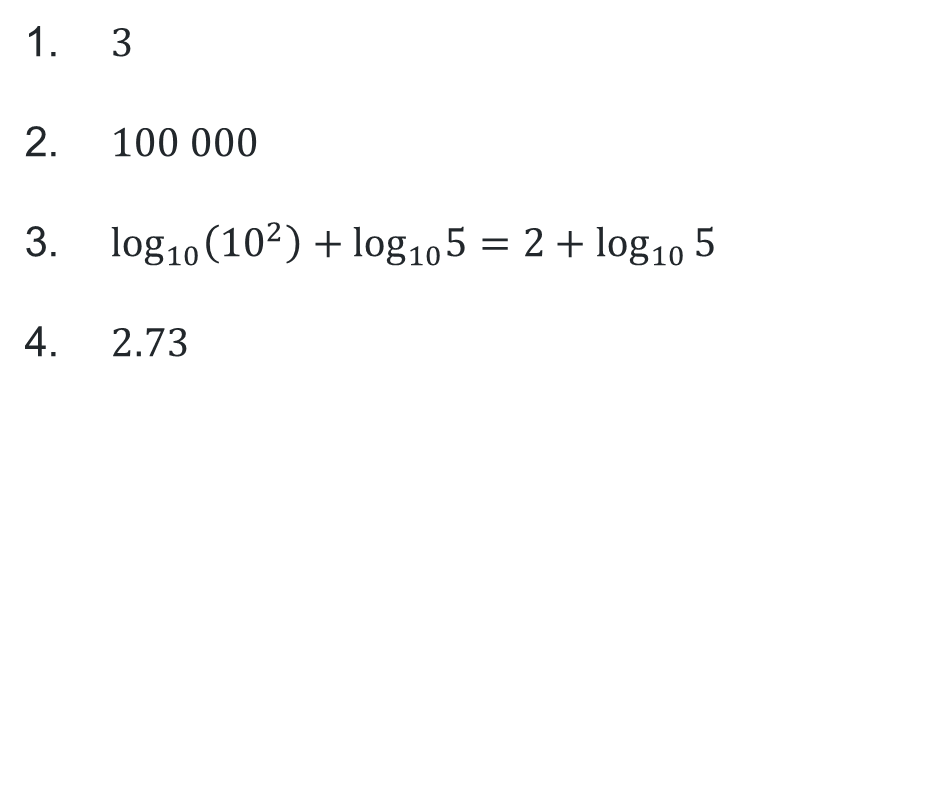 1. 3
2. 100 000
3. log₁₀(10²) + log₁₀5 = 2 + log₁₀ 5
4. 2.73